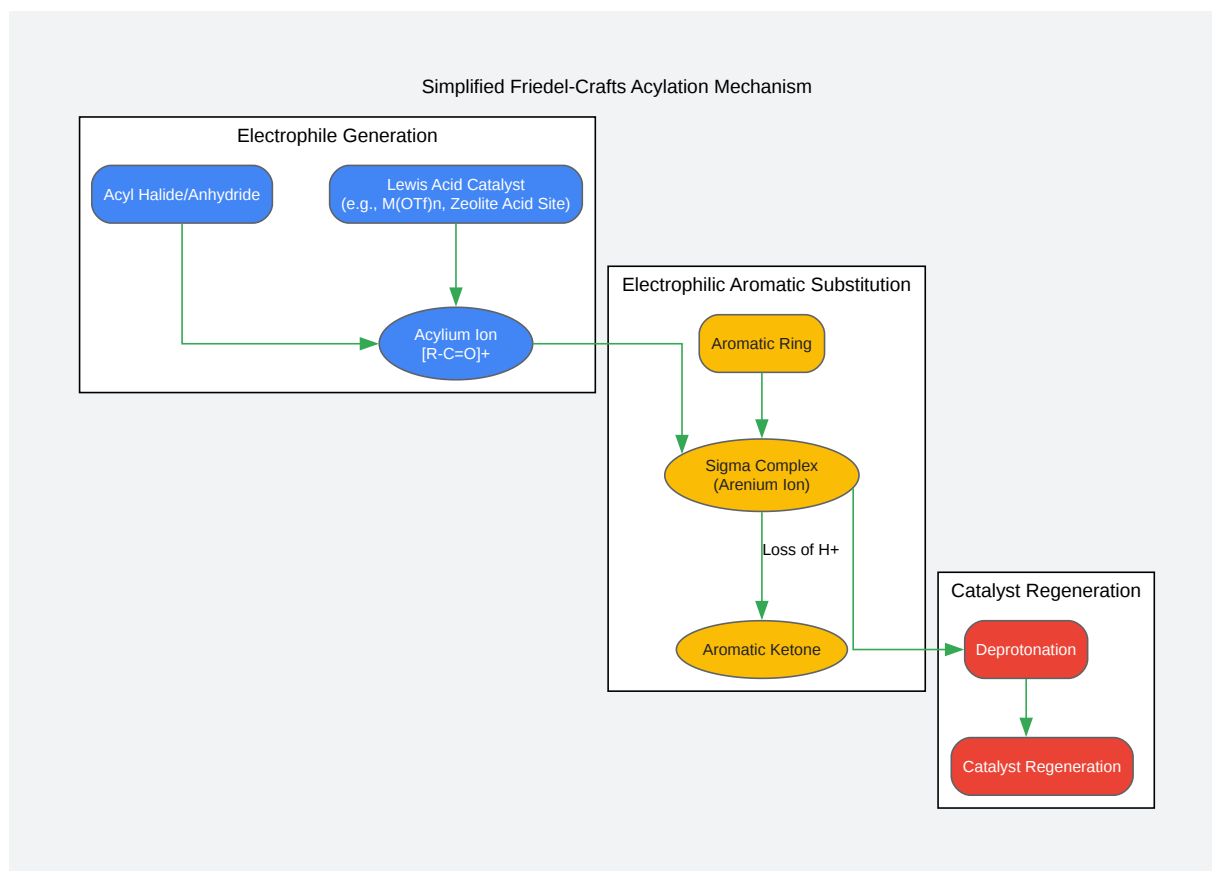 Simplified Friedel-Crafts Acylation Mechanism
Electrophile Generation
Acyl Halide/Anhydride
Lewis Acid Catalyst
(e.g., M(OTf)n, Zeolite Acid Site)
Acylium Ion
[R-C=O]+
Electrophilic Aromatic Substitution
Aromatic Ring
Sigma Complex
(Arenium Ion)
Loss of H+
Aromatic Ketone
Catalyst Regeneration
Deprotonation
Catalyst Regeneration